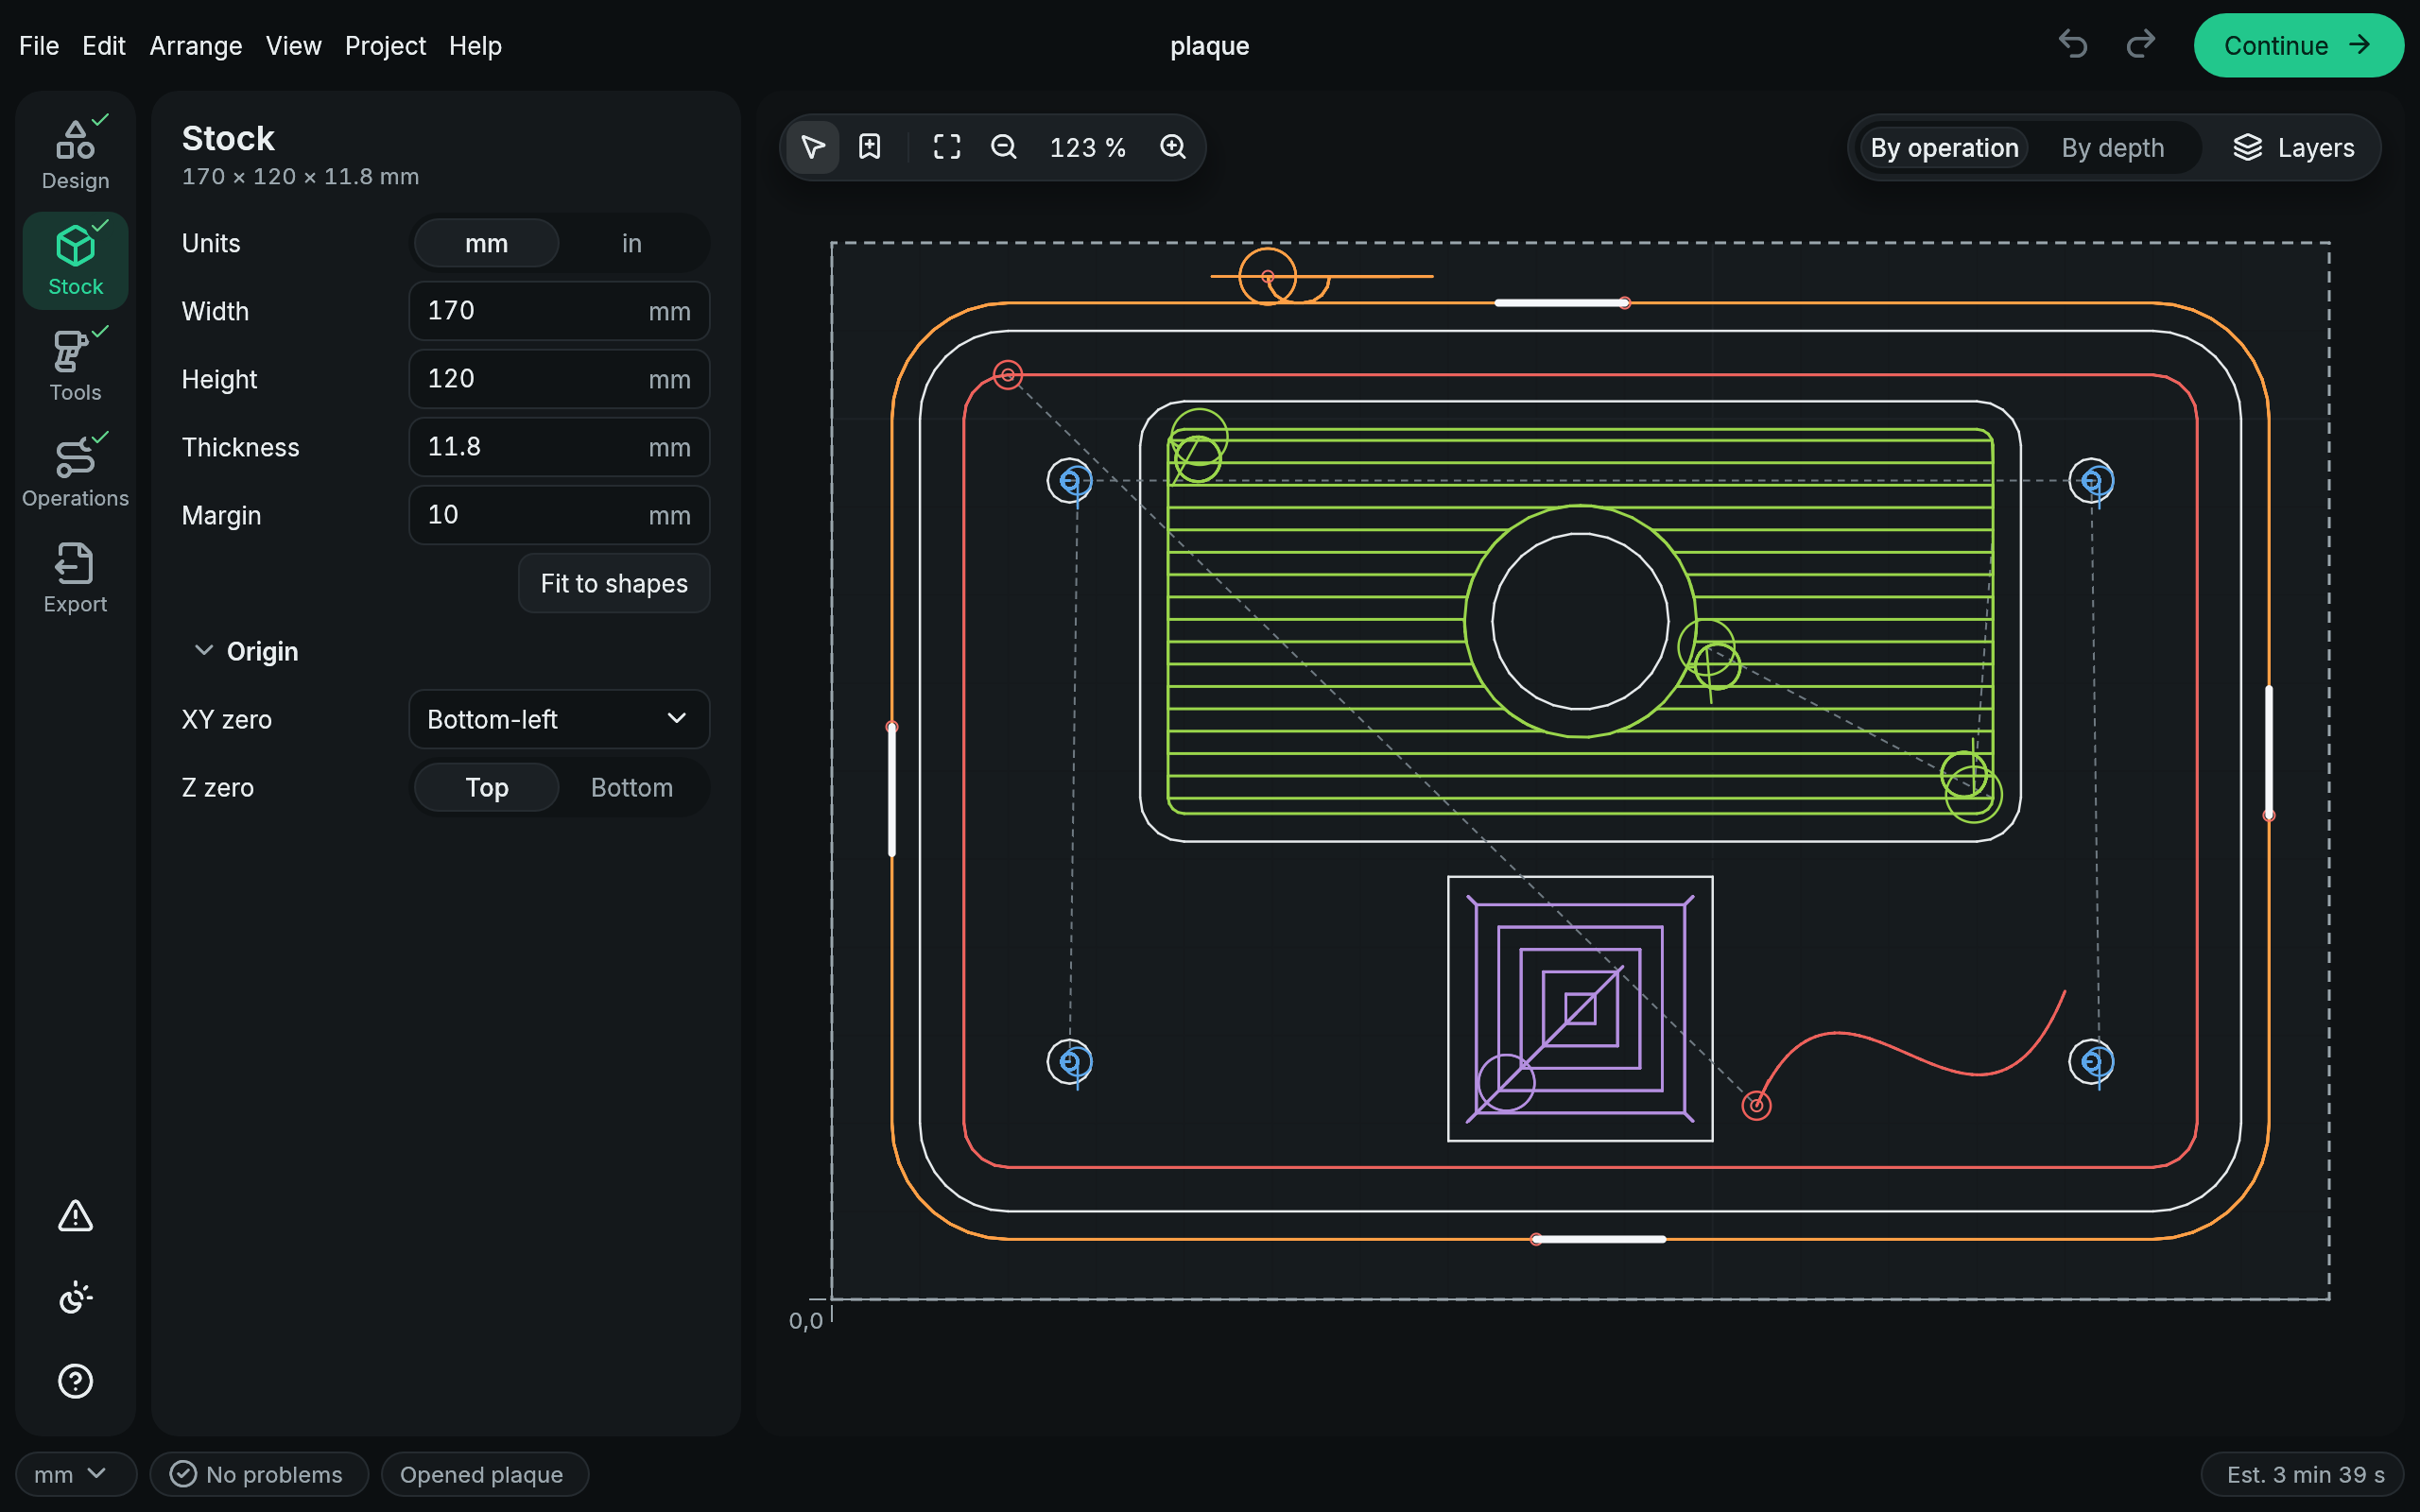 File Edit Arrange View Project Help
plaque
Continue
Design
Stock
Tools
Operations
Export
Stock
170 × 120 × 11.8 mm
Units mm in
Width 170 mm
Height 120 mm
Thickness 11.8 mm
Margin 10 mm
Fit to shapes
Origin
XY zero Bottom-left
Z zero Top Bottom
123 %
By operation By depth Layers
0,0
mm No problems Opened plaque
Est. 3 min 39 s